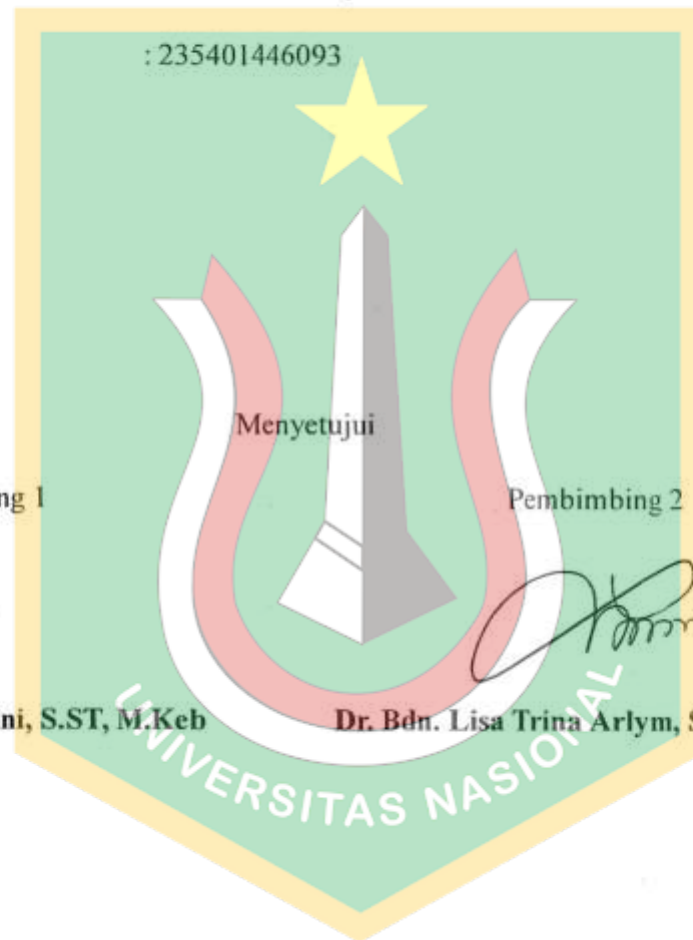 : 235401446093
Menyetujui
ng 1 Pembimbing 2
ni, S.ST, M.Keb Dr. Bdn. Lisa Trina Arlym, S
UNIVERSITAS NASIONAL